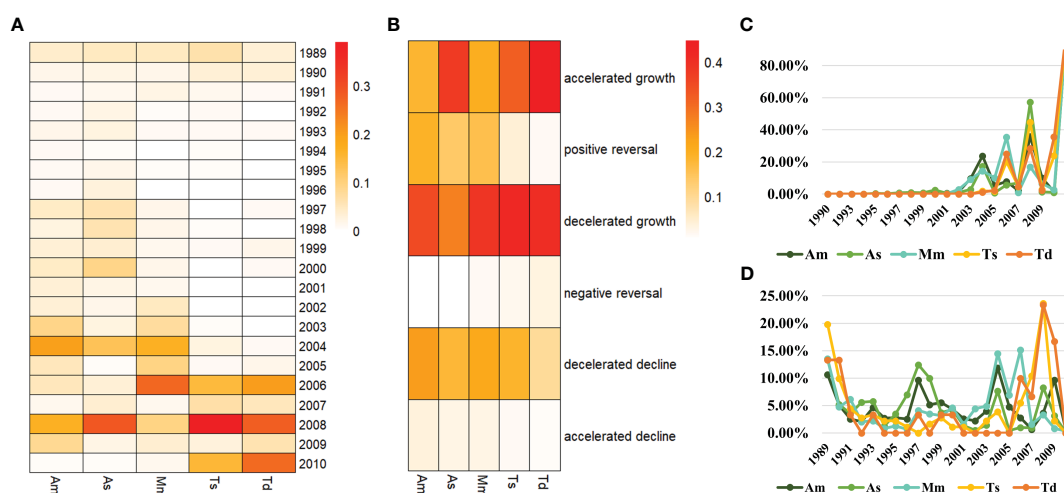 A
1989
1990
1991
1992
1993
1994
1995
1996
1997
1998
1999
2000
2001
2002
2003
2004
2005
2006
2007
2008
2009
2010
Am
As
Mn
Ts
Td
0.3
0.2
0.1
0
B
accelerated growth
positive reversal
decelerated growth
negative reversal
decelerated decline
accelerated decline
Am
As
Mm
Ts
Td
0.4
0.3
0.2
0.1
C
80.00%
60.00%
40.00%
20.00%
0.00%
1990
1993
1995
1997
1999
2001
2003
2005
2007
2009
Am As Mm Ts Td
D
25.00%
20.00%
15.00%
10.00%
5.00%
0.00%
1989
1991
1993
1995
1997
1999
2001
2003
2005
2007
2009
Am As Mm Ts Td